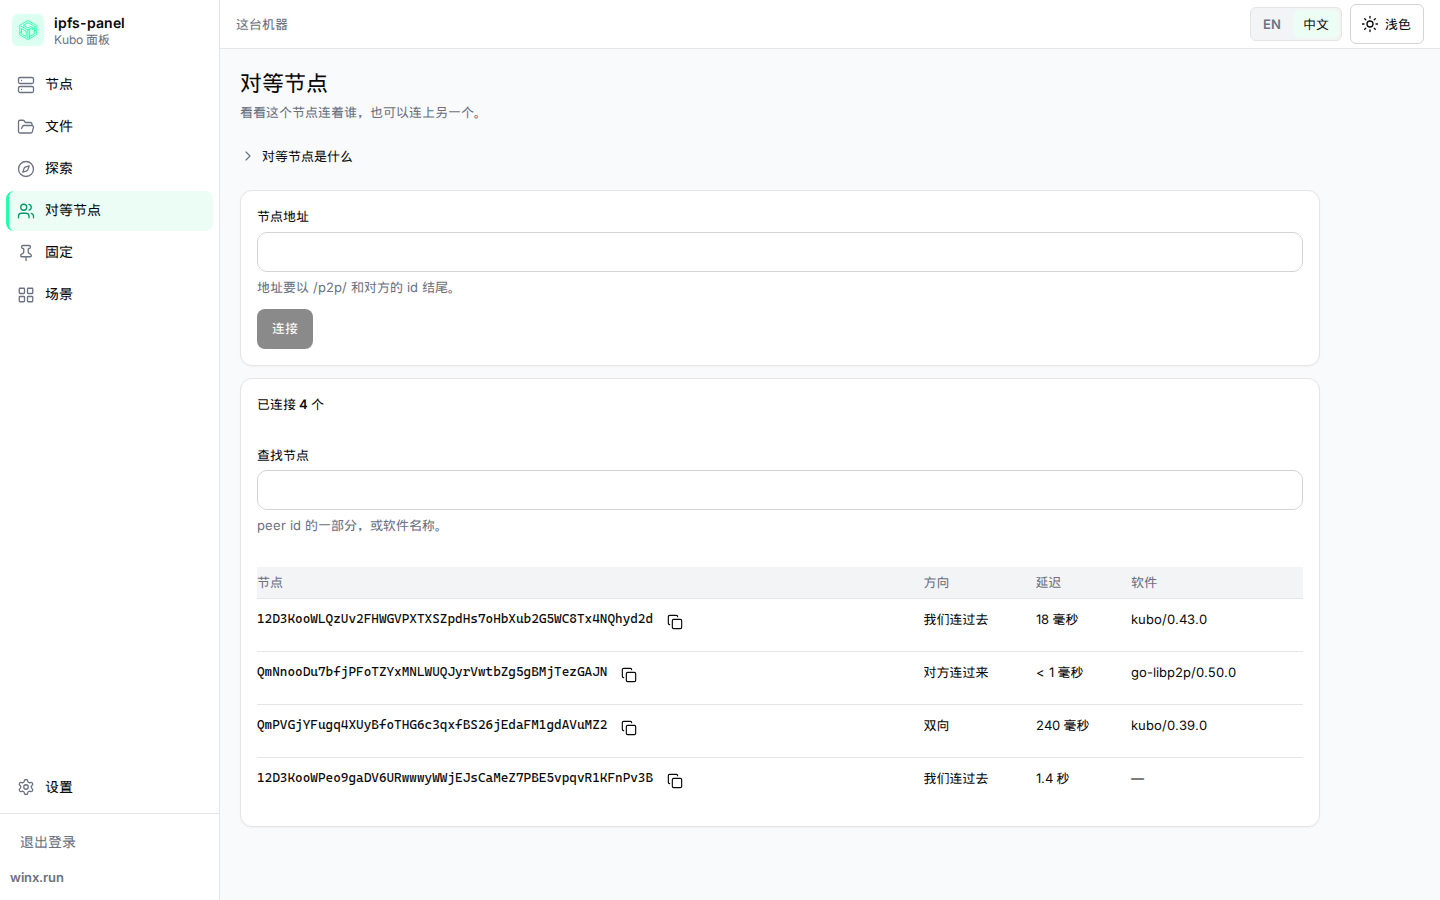 ipfs-panel
Kubo 面板
这台机器
EN
中文
浅色
节点
文件
探索
对等节点
固定
场景
设置
退出登录
winx.run
对等节点
看看这个节点连着谁，也可以连上另一个。
对等节点是什么
节点地址
地址要以 /p2p/ 和对方的 id 结尾。
连接
已连接 4 个
查找节点
peer id 的一部分，或软件名称。
节点 方向 延迟 软件
12D3KooWLQzUv2FHWGVPXTXSZpdHs7oHbXub2G5WC8Tx4NQhyd2d 我们连过去 18 毫秒 kubo/0.43.0
QmNnooDu7bfjPFoTZYxMNLWUQJyrVwtbZg5gBMjTezGAJN 对方连过来 < 1 毫秒 go-libp2p/0.50.0
QmPVGjYFugq4XUyBfoTHG6c3qxfBS26jEdaFM1gdAVuMZ2 双向 240 毫秒 kubo/0.39.0
12D3KooWPeo9gaDV6URwwwyWWjEJsCaMeZ7PBE5vpqvR1KFnPv3B 我们连过去 1.4 秒 —